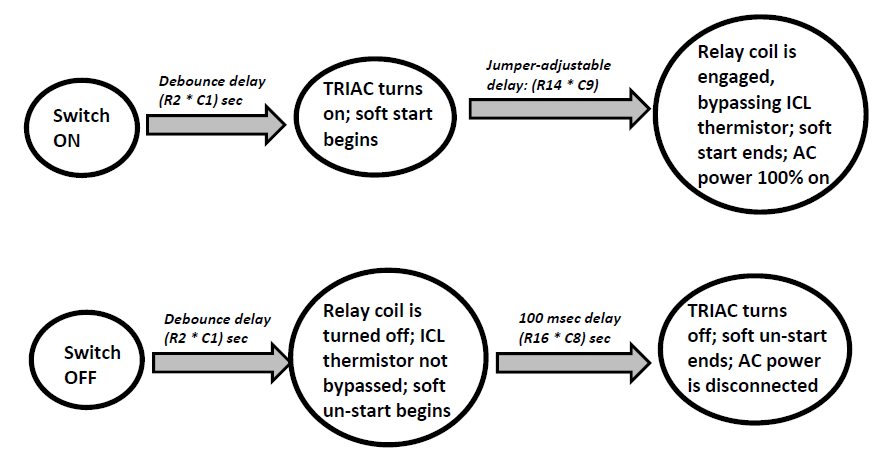 Switch
ON
Debounce delay
(R2 * C1) sec
TRIAC turns
on; soft start
begins
Jumper-adjustable
delay: (R14 * C9)
Relay coil is
engaged,
bypassing ICL
thermistor; soft
start ends; AC
power 100% on
Switch
OFF
Debounce delay
(R2 * C1) sec
Relay coil is
turned off; ICL
thermistor not
bypassed; soft
un-start begins
100 msec delay
(R16 * C8) sec
TRIAC turns
off; soft un-start
ends; AC power
is disconnected